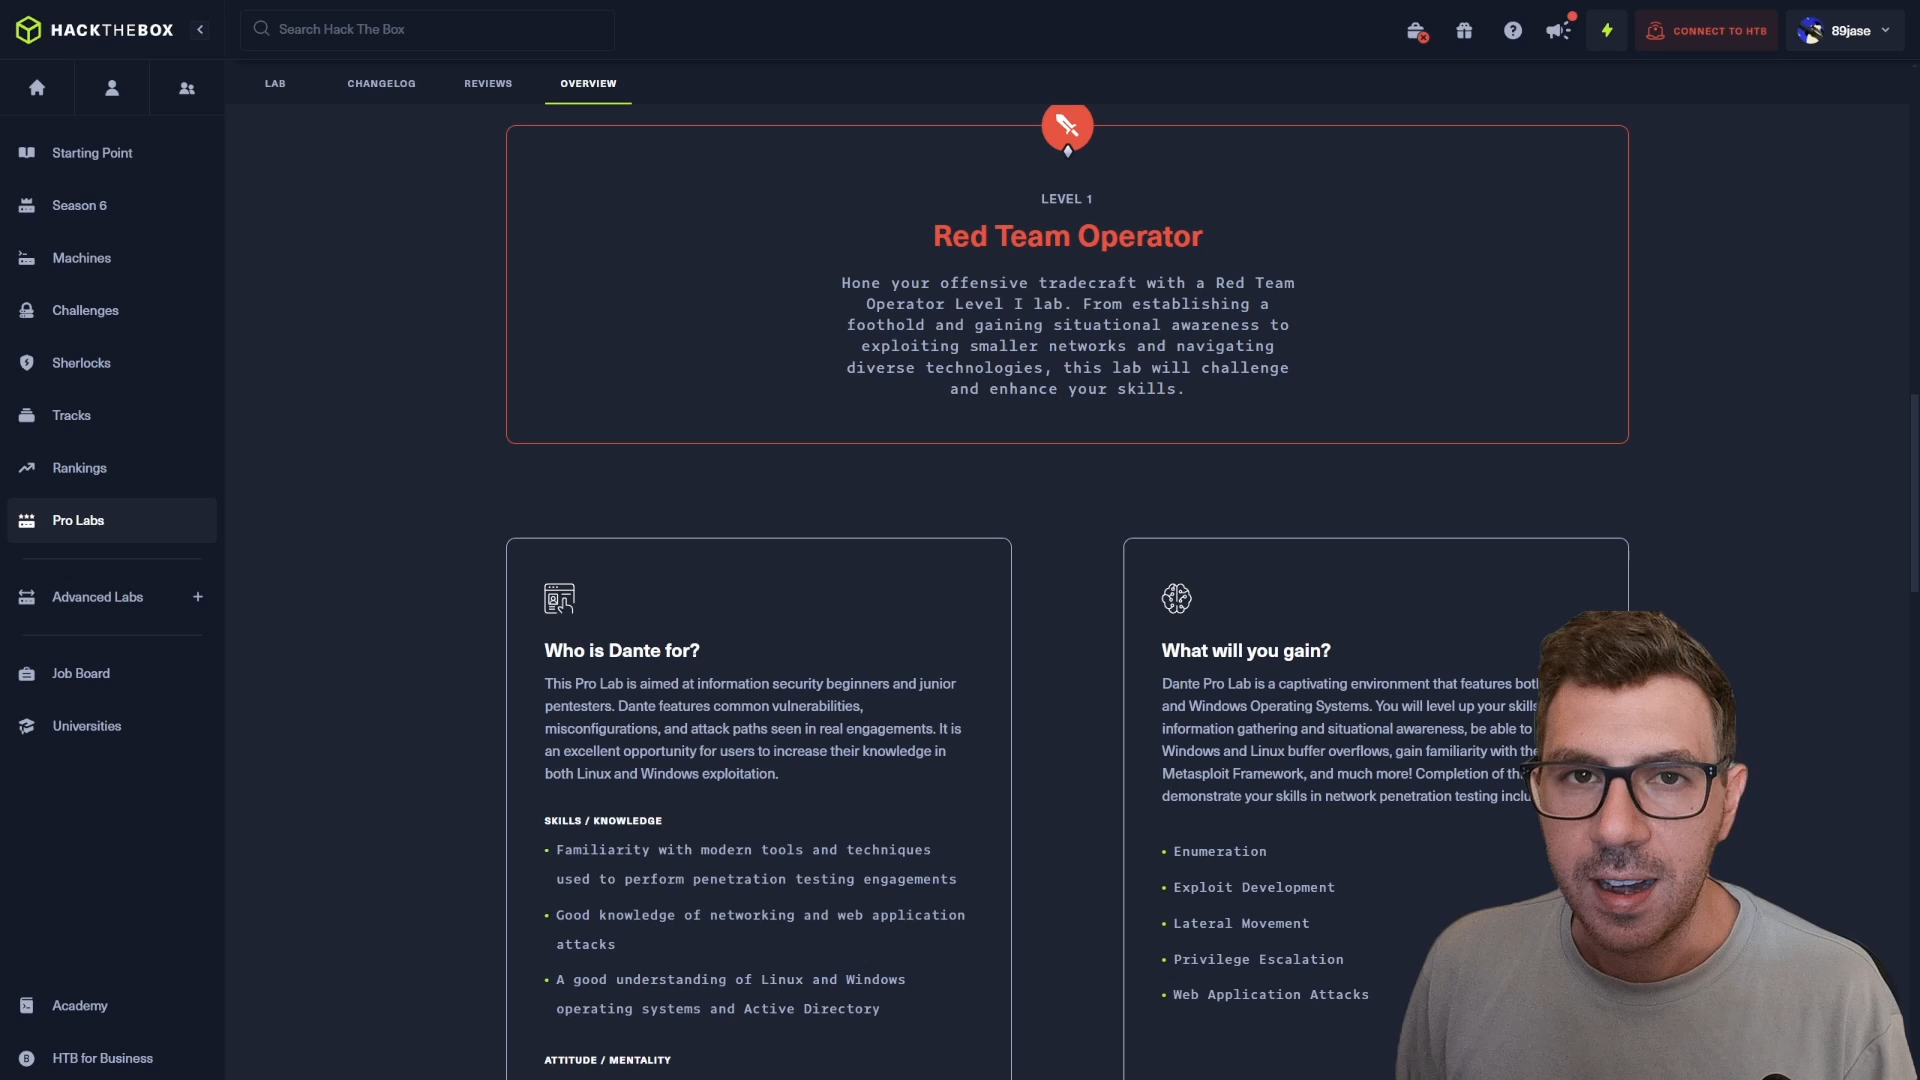 HACKTHEBOX
Search Hack The Box
CONNECT TO HTB
89jase
LAB
CHANGELOG
REVIEWS
OVERVIEW
Starting Point
Season 6
Machines
Challenges
Sherlocks
Tracks
Rankings
Pro Labs
Advanced Labs
+
Job Board
Universities
Academy
HTB for Business
LEVEL 1
Red Team Operator
Hone your offensive tradecraft with a Red Team
Operator Level I lab. From establishing a
foothold and gaining situational awareness to
exploiting smaller networks and navigating
diverse technologies, this lab will challenge
and enhance your skills.
Who is Dante for?
This Pro Lab is aimed at information security beginners and junior
pentesters. Dante features common vulnerabilities,
misconfigurations, and attack paths seen in real engagements. It is
an excellent opportunity for users to increase their knowledge in
both Linux and Windows exploitation.
SKILLS / KNOWLEDGE
• Familiarity with modern tools and techniques
used to perform penetration testing engagements
• Good knowledge of networking and web application
attacks
• A good understanding of Linux and Windows
operating systems and Active Directory
ATTITUDE / MENTALITY
What will you gain?
Dante Pro Lab is a captivating environment that features
and Windows Operating Systems. You will level up your skills
information gathering and situational awareness, be able to
Windows and Linux buffer overflows, gain familiarity with the
Metasploit Framework, and much more! Completion of
demonstrate your skills in network penetration testing
• Enumeration
• Exploit Development
• Lateral Movement
• Privilege Escalation
• Web Application Attacks